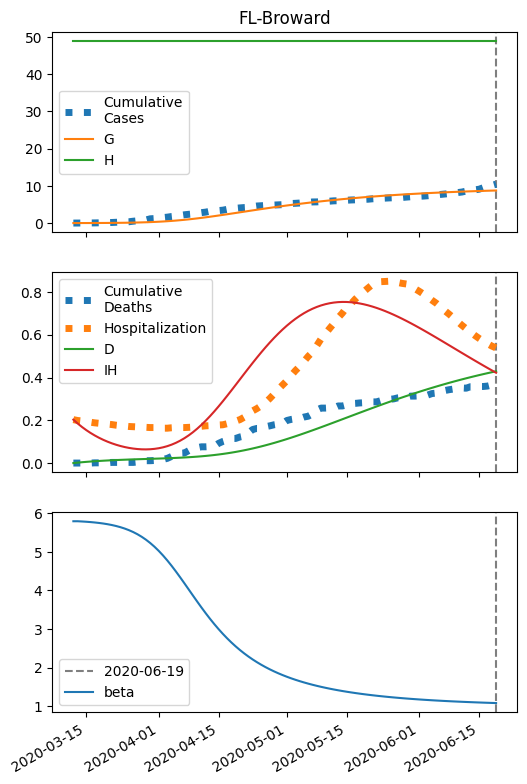 FL-Broward
50
40
30
20
10
0
Cumulative
Cases
G
H
0.8
0.6
0.4
0.2
0.0
Cumulative
Deaths
Hospitalization
D
IH
6
5
4
3
2
1
2020-06-19
beta
2020-03-15
2020-04-01
2020-04-15
2020-05-01
2020-05-15
2020-06-01
2020-06-15